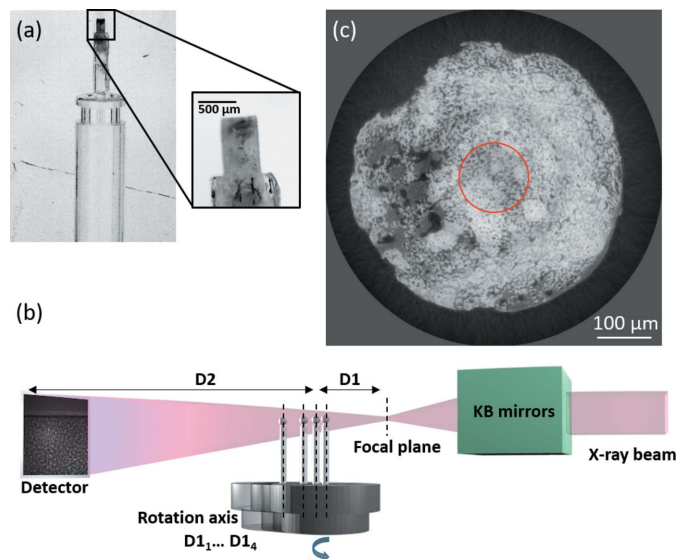 (a)
500 µm
(c)
100 µm
(b)
D2
D1
KB mirrors
Focal plane
X-ray beam
Detector
Rotation axis
D1₁... D1₄